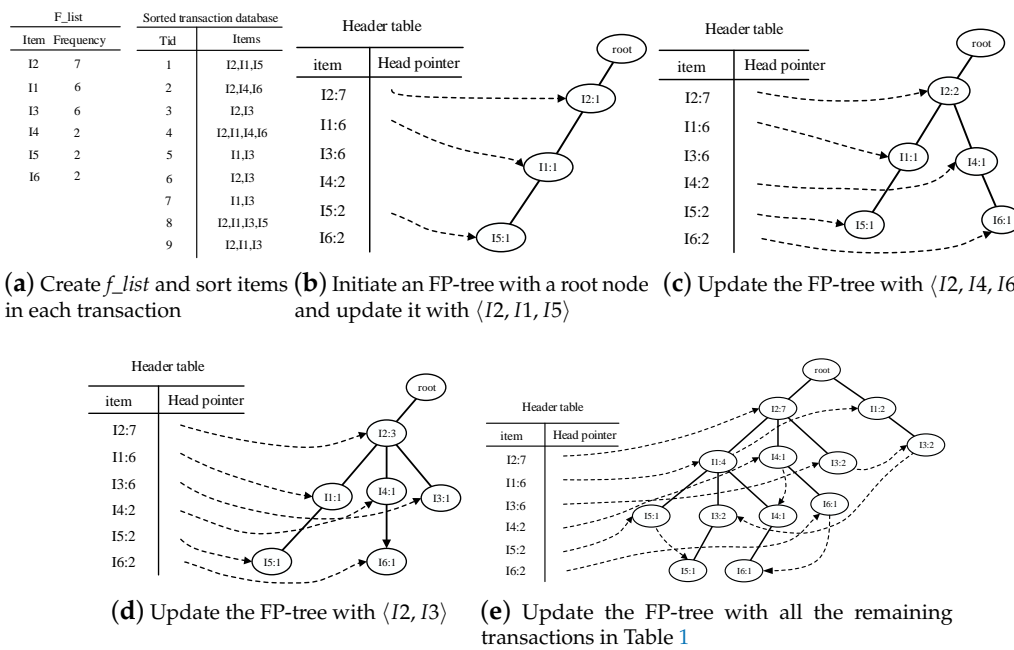 F_list
Item Frequency
I2 7
I1 6
I3 6
I4 2
I5 2
I6 2
Sorted transaction database
Tid Items
1 I2,I1,I5
2 I2,I4,I6
3 I2,I3
4 I2,I1,I4,I6
5 I1,I3
6 I2,I3
7 I1,I3
8 I2,I1,I3,I5
9 I2,I1,I3
(a) Create f_list and sort items
in each transaction
Header table
item Head pointer
I2:7
I1:6
I3:6
I4:2
I5:2
I6:2
root
I2:1
I1:1
I5:1
(b) Initiate an FP-tree with a root node
and update it with ⟨I2, I1, I5⟩
Header table
item Head pointer
I2:7
I1:6
I3:6
I4:2
I5:2
I6:2
root
I2:2
I1:1
I4:1
I5:1
I6:1
(c) Update the FP-tree with ⟨I2, I4, I6
Header table
item Head pointer
I2:7
I1:6
I3:6
I4:2
I5:2
I6:2
root
I2:3
I1:1
I4:1
I3:1
I5:1
I6:1
(d) Update the FP-tree with ⟨I2, I3⟩
Header table
item Head pointer
I2:7
I1:6
I3:6
I4:2
I5:2
I6:2
root
I2:7
I1:2
I1:4
I4:1
I3:2
I3:2
I5:1
I3:2
I4:1
I6:1
I5:1
I6:1
(e) Update the FP-tree with all the remaining
transactions in Table 1